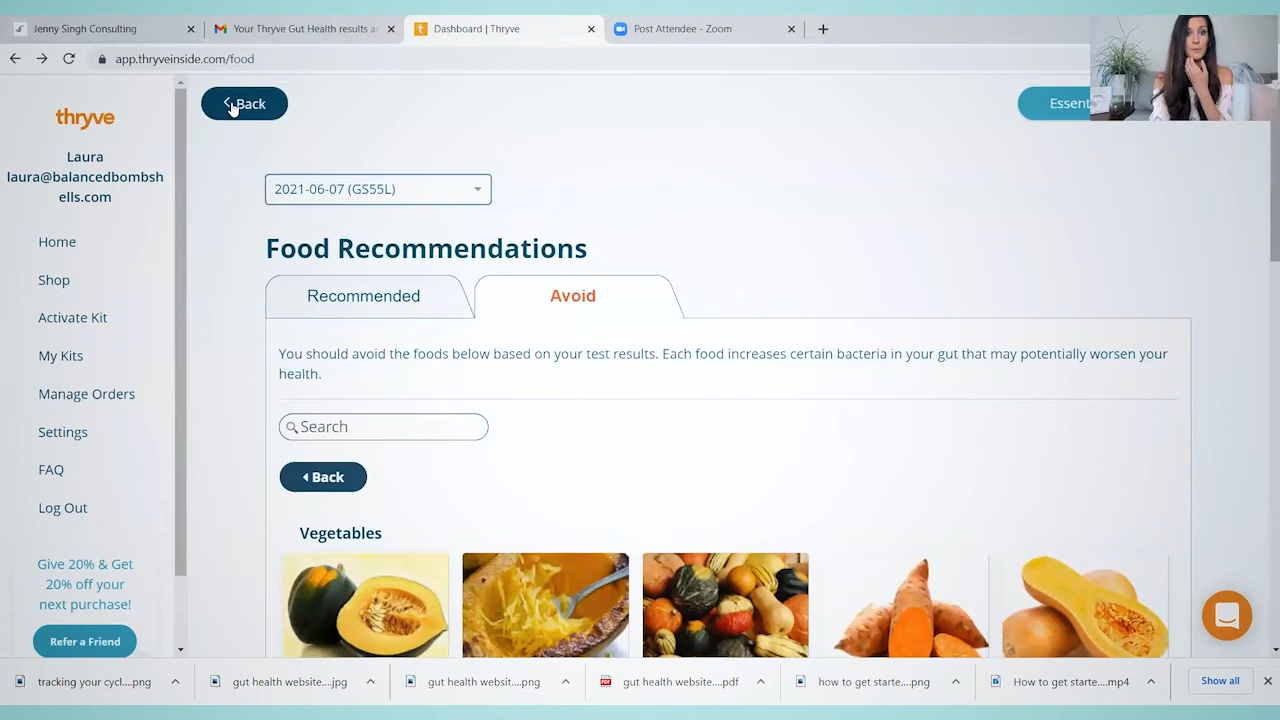 Jenny Singh Consulting
Your Thryve Gut Health results a
Dashboard | Thryve
Post Attendee - Zoom
app.thryveinside.com/food
thryve
Laura
laura@balancedbombsh
ells.com
Home
Shop
Activate Kit
My Kits
Manage Orders
Settings
FAQ
Log Out
Give 20% & Get
20% off your
next purchase!
Refer a Friend
Back
Essent
2021-06-07 (GS55L)
Food Recommendations
Recommended
Avoid
You should avoid the foods below based on your test results. Each food increases certain bacteria in your gut that may potentially worsen your
health.
Search
Back
Vegetables
tracking your cycl....png
gut health website....jpg
gut health websit....png
gut health website....pdf
how to get starte....png
How to get starte....mp4
Show all